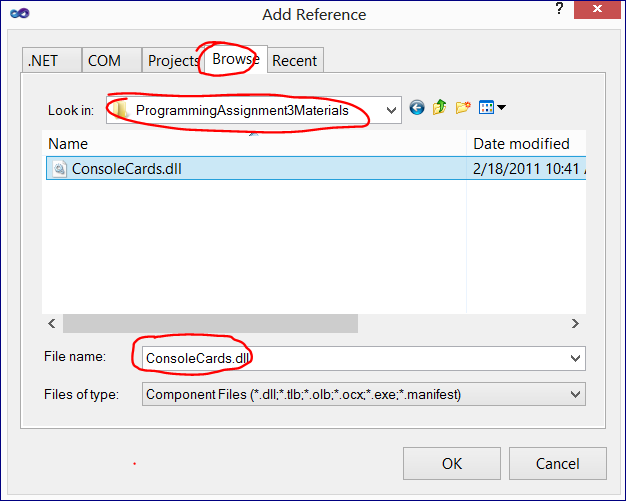 Add Reference
? x
.NET COM Projects Browse Recent
Look in: ProgrammingAssignment3Materials
Name Date modified
ConsoleCards.dll 2/18/2011 10:41
File name: ConsoleCards.dll
Files of type: Component Files (*.dll;*.tlb;*.olb;*.ocx;*.exe;*.manifest)
OK Cancel